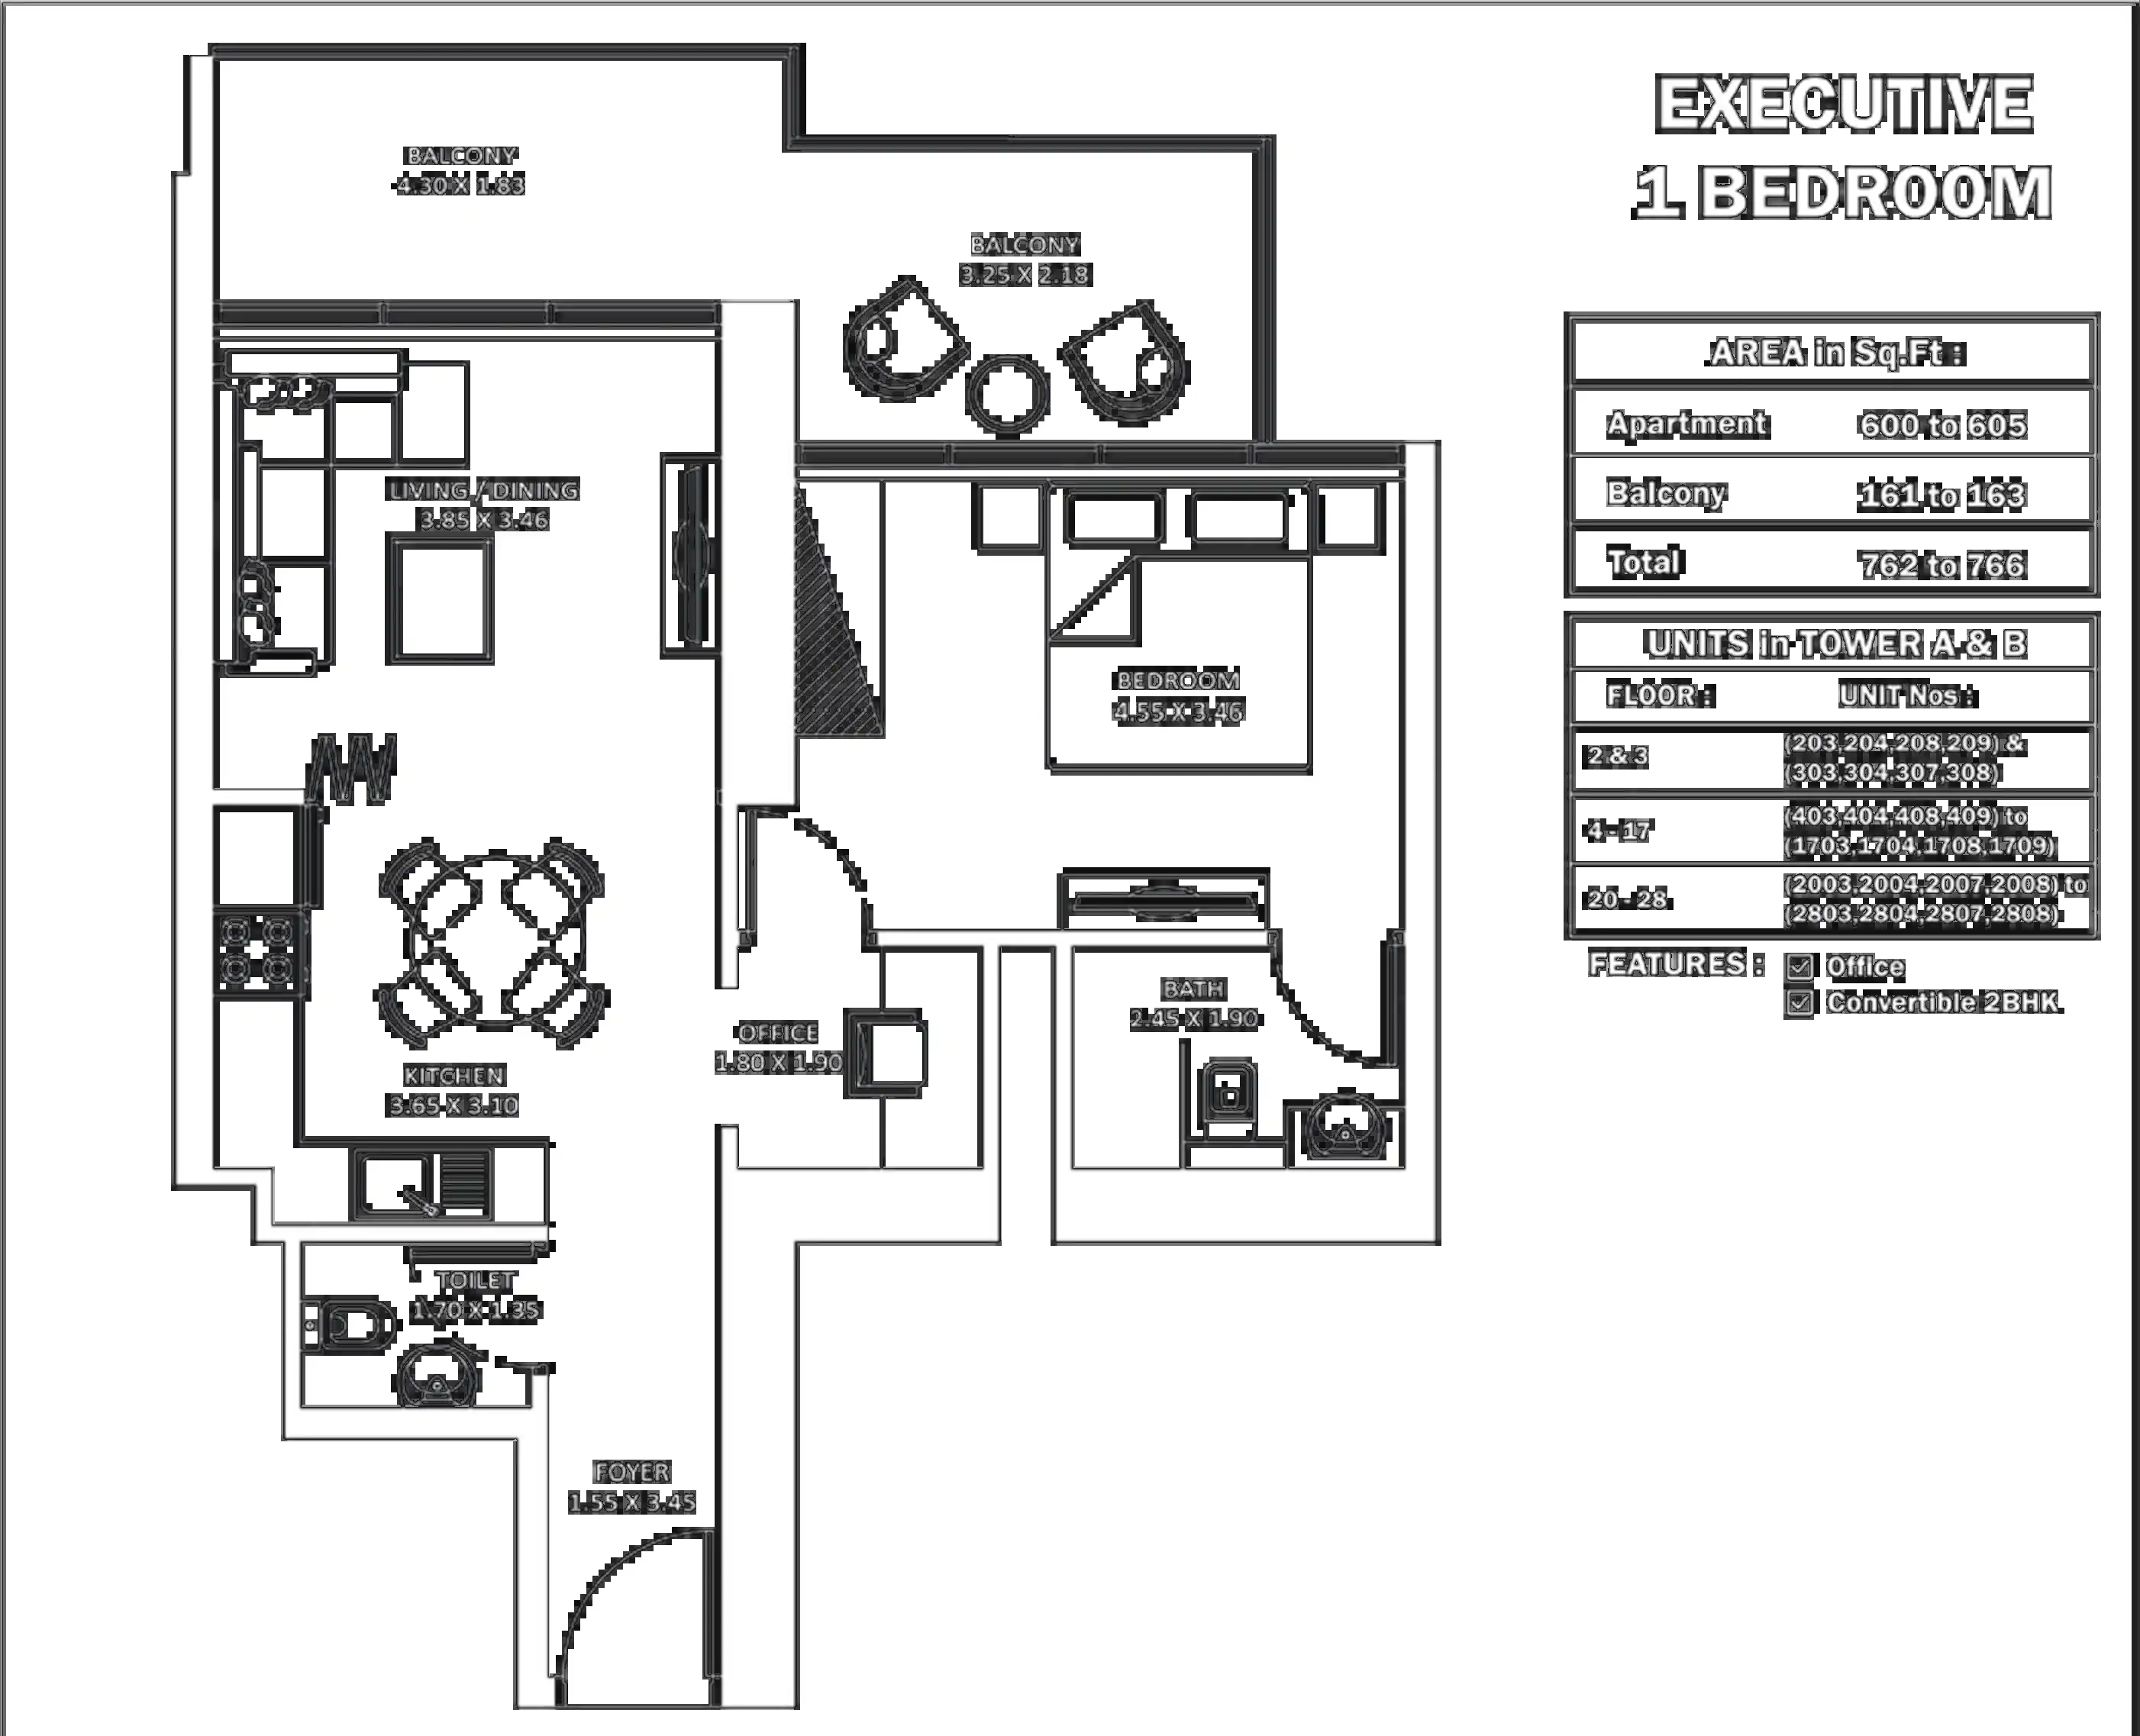 EXECUTIVE
1 BEDROOM
BALCONY
4.30 X 1.83
BALCONY
3.25 X 2.18
LIVING / DINING
3.85 X 3.46
BEDROOM
4.55 X 3.46
BATH
2.45 X 1.90
OFFICE
1.80 X 1.90
KITCHEN
3.65 X 3.10
TOILET
1.70 X 1.35
FOYER
1.55 X 3.45
AREA in Sq.Ft :
Apartment 600 to 605
Balcony 161 to 163
Total 762 to 766
UNITS in TOWER A & B
FLOOR : UNIT Nos :
2 & 3 (203,204,208,209) &
(303,304,307,308)
4 - 17 (403,404,408,409) to
(1703,1704,1708,1709)
20 - 28 (2003,2004,2007,2008) to
(2803,2804,2807,2808)
FEATURES : Office
Convertible 2BHK